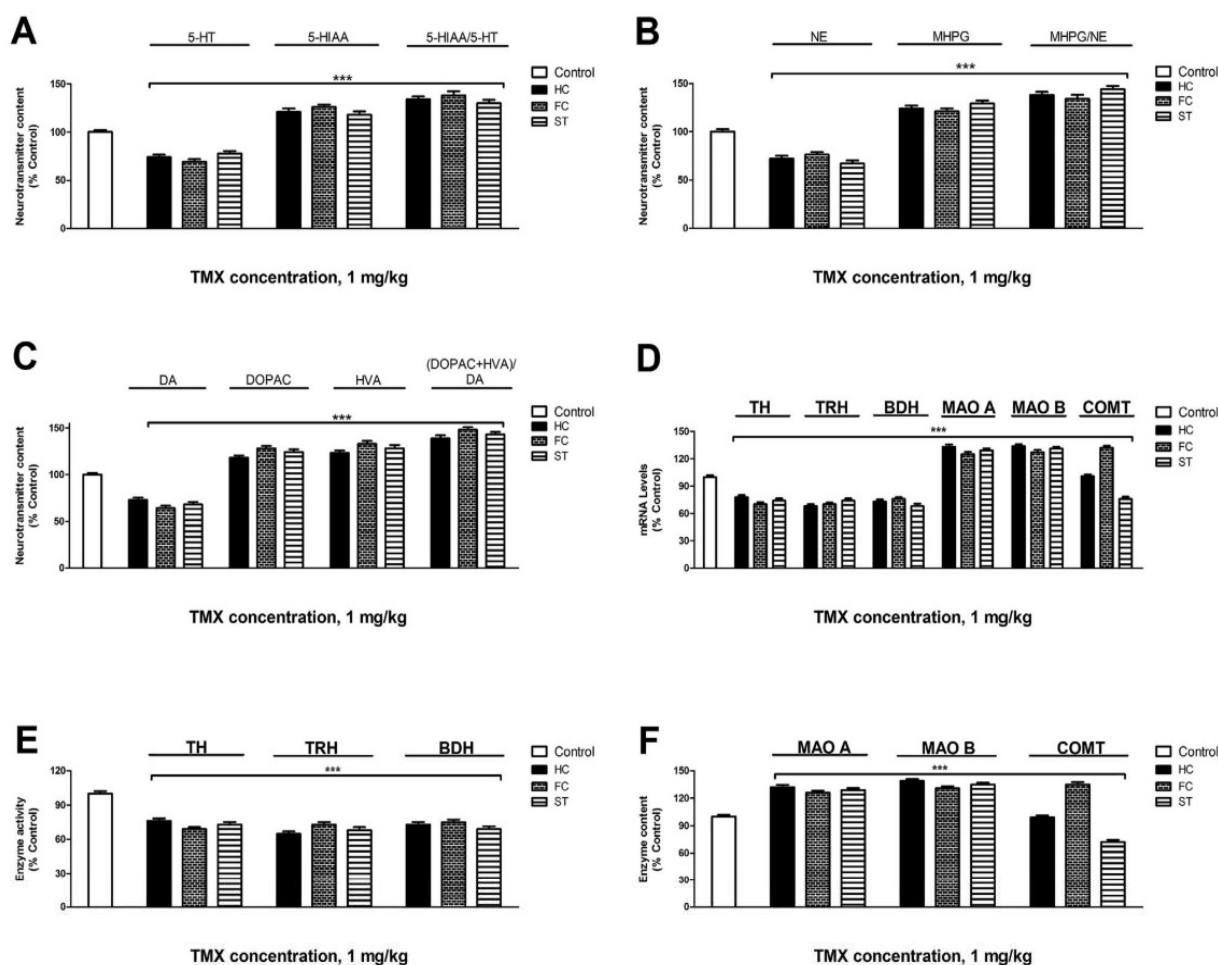 A
5-HT 5-HIAA 5-HIAA/5-HT
***
Control
HC
FC
ST
150
100
50
0
Neurotransmitter content
(% Control)
TMX concentration, 1 mg/kg
B
NE MHPG MHPG/NE
***
Control
HC
FC
ST
150
100
50
0
Neurotransmitter content
(% Control)
TMX concentration, 1 mg/kg
C
DA DOPAC HVA (DOPAC+HVA)/
DA
***
Control
HC
FC
ST
150
100
50
0
Neurotransmitter content
(% Control)
TMX concentration, 1 mg/kg
D
TH TRH BDH MAO A MAO B COMT
***
Control
HC
FC
ST
150
120
90
60
30
0
mRNA Levels
(% Control)
TMX concentration, 1 mg/kg
E
TH TRH BDH
***
Control
HC
FC
ST
120
90
60
30
0
Enzyme activity
(% Control)
TMX concentration, 1 mg/kg
F
MAO A MAO B COMT
***
Control
HC
FC
ST
150
120
90
60
30
0
Enzyme content
(% Control)
TMX concentration, 1 mg/kg